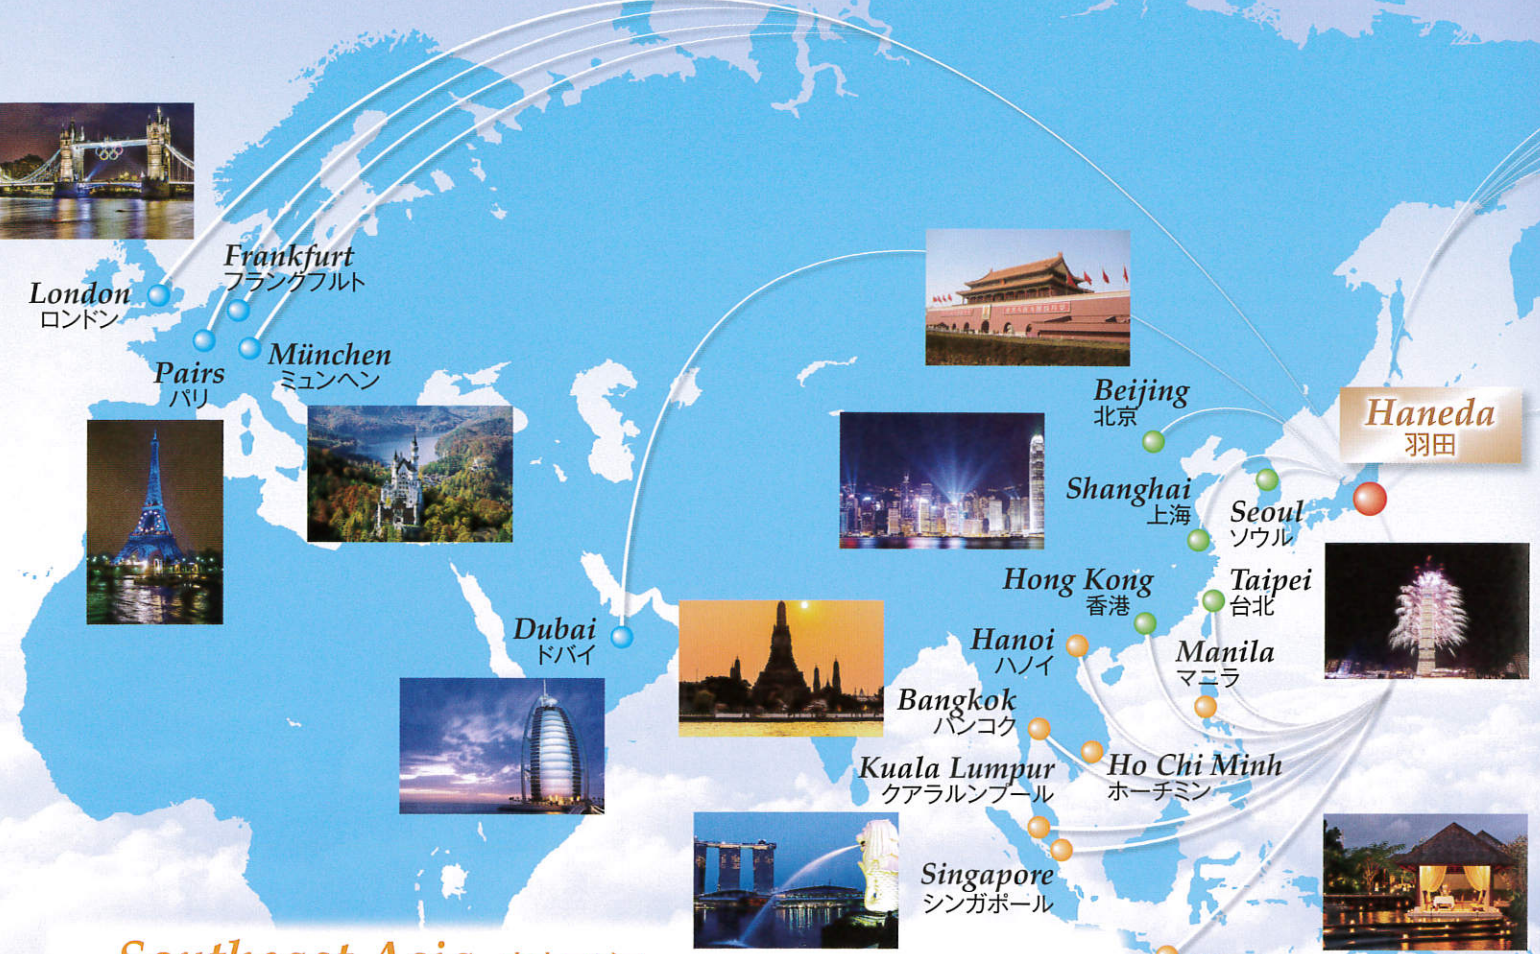 London
ロンドン
Frankfurt
フランクフルト
Pairs
パリ
München
ミュンヘン
Dubai
ドバイ
Beijing
北京
Haneda
羽田
Shanghai
上海
Seoul
ソウル
Hong Kong
香港
Taipei
台北
Hanoi
ハノイ
Manila
マニラ
Bangkok
バンコク
Ho Chi Minh
ホーチミン
Kuala Lumpur
クアラルンプール
Singapore
シンガポール
Southeast Asia